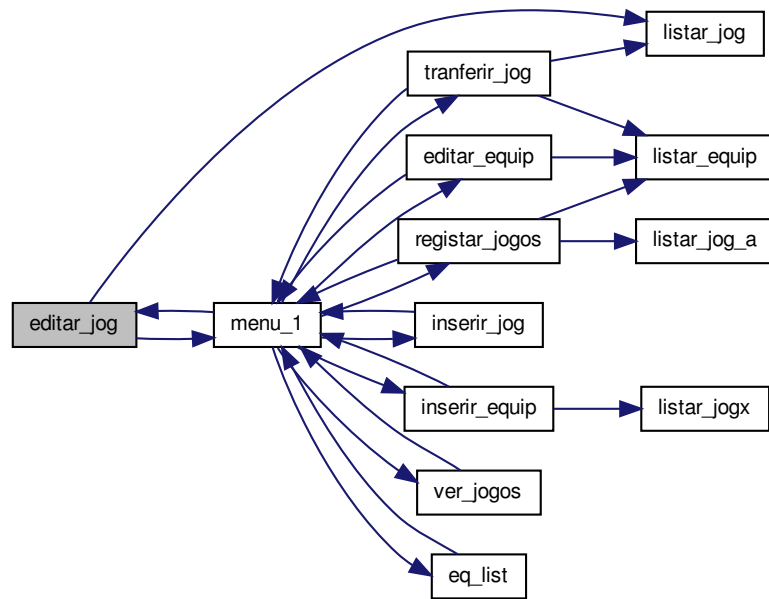 listar_jog
tranferir_jog
editar_equip
listar_equip
registar_jogos
listar_jog_a
editar_jog
menu_1
inserir_jog
inserir_equip
listar_jogx
ver_jogos
eq_list